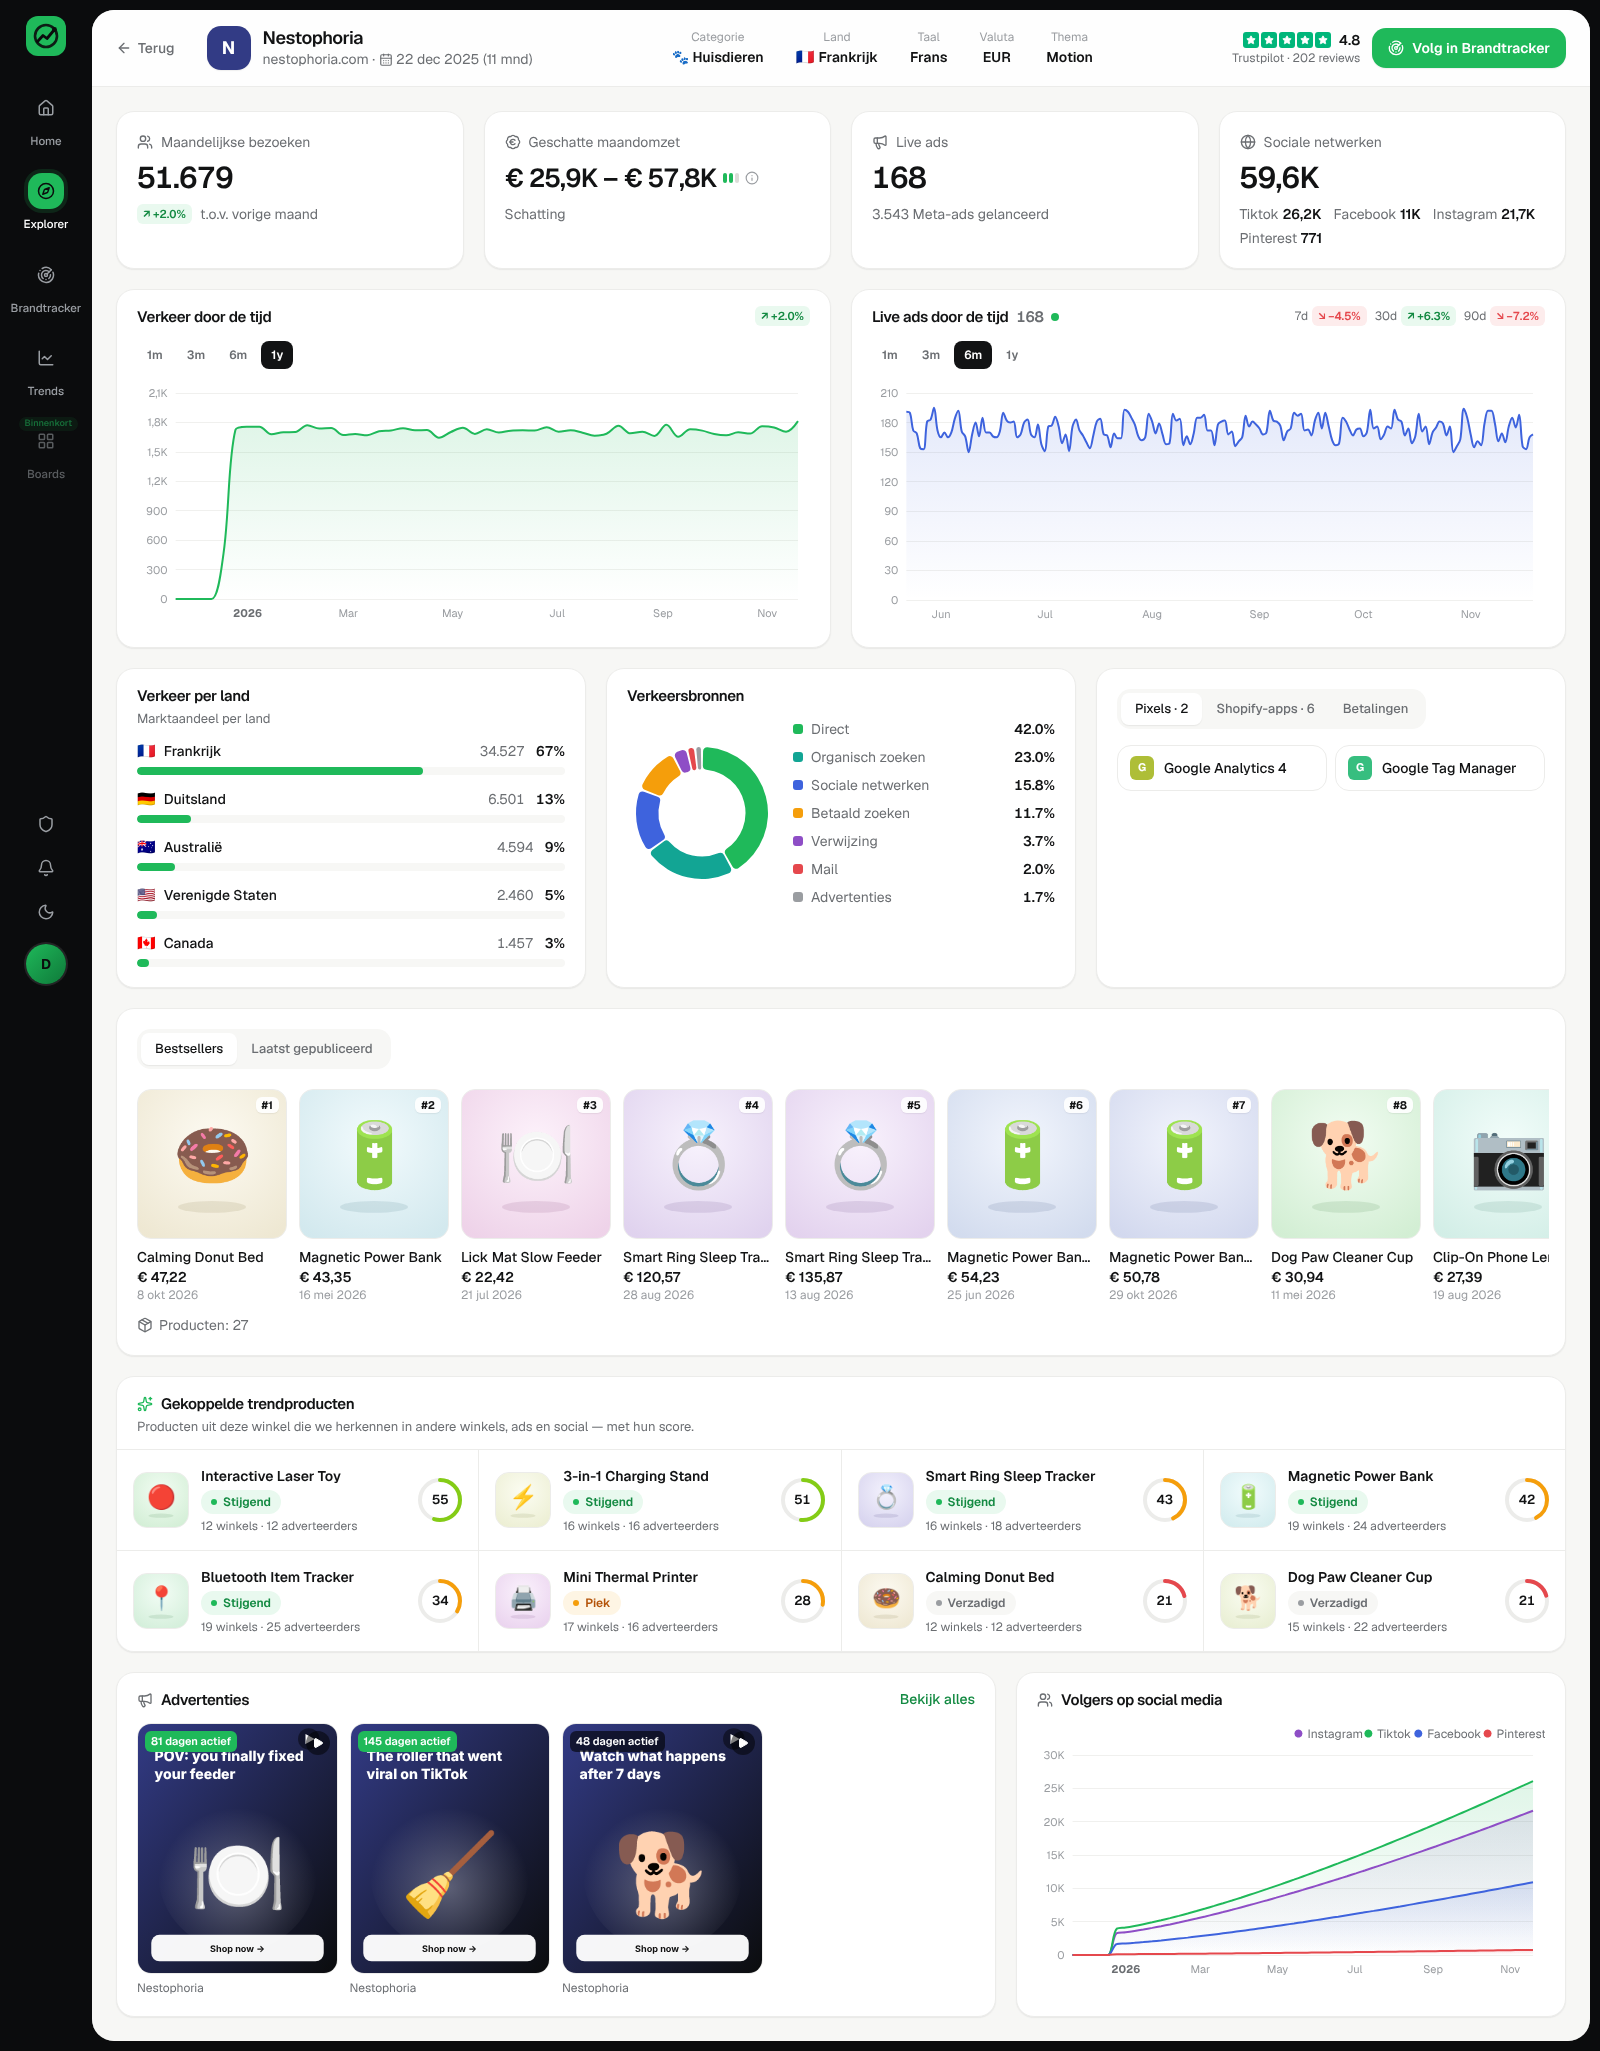 Home
Explorer
Brandtracker
Trends
Binnenkort
Boards
D
Terug
N
Nestophoria
nestophoria.com · 22 dec 2025 (11 mnd)
Categorie
🐾 Huisdieren
Land
🇫🇷 Frankrijk
Taal
Frans
Valuta
EUR
Thema
Motion
4.8
Trustpilot · 202 reviews
Volg in Brandtracker
Maandelijkse bezoeken
51.679
+2.0% t.o.v. vorige maand
Geschatte maandomzet
€ 25,9K – € 57,8K
Schatting
Live ads
168
3.543 Meta-ads gelanceerd
Sociale netwerken
59,6K
Tiktok 26,2K Facebook 11K Instagram 21,7K
Pinterest 771
Verkeer door de tijd
+2.0%
1m 3m 6m 1y
2,1K
1,8K
1,5K
1,2K
900
600
300
0
2026 Mar May Jul Sep Nov
Live ads door de tijd 168
7d −4.5% 30d +6.3% 90d −7.2%
1m 3m 6m 1y
210
180
150
120
90
60
30
0
Jun Jul Aug Sep Oct Nov
Verkeer per land
Marktaandeel per land
Frankrijk 34.527 67%
Duitsland 6.501 13%
Australië 4.594 9%
Verenigde Staten 2.460 5%
Canada 1.457 3%
Verkeersbronnen
Direct 42.0%
Organisch zoeken 23.0%
Sociale netwerken 15.8%
Betaald zoeken 11.7%
Verwijzing 3.7%
Mail 2.0%
Advertenties 1.7%
Pixels · 2 Shopify-apps · 6 Betalingen
G Google Analytics 4
G Google Tag Manager
Bestsellers Laatst gepubliceerd
#1
Calming Donut Bed
€ 47,22
8 okt 2026
#2
Magnetic Power Bank
€ 43,35
16 mei 2026
#3
Lick Mat Slow Feeder
€ 22,42
21 jul 2026
#4
Smart Ring Sleep Tra...
€ 120,57
28 aug 2026
#5
Smart Ring Sleep Tra...
€ 135,87
13 aug 2026
#6
Magnetic Power Ban...
€ 54,23
25 jun 2026
#7
Magnetic Power Ban...
€ 50,78
29 okt 2026
#8
Dog Paw Cleaner Cup
€ 30,94
11 mei 2026
Clip-On Phone Ler
€ 27,39
19 aug 2026
Producten: 27
Gekoppelde trendproducten
Producten uit deze winkel die we herkennen in andere winkels, ads en social — met hun score.
Interactive Laser Toy
Stijgend
12 winkels · 12 adverteerders
55
3-in-1 Charging Stand
Stijgend
16 winkels · 16 adverteerders
51
Smart Ring Sleep Tracker
Stijgend
16 winkels · 18 adverteerders
43
Magnetic Power Bank
Stijgend
19 winkels · 24 adverteerders
42
Bluetooth Item Tracker
Stijgend
19 winkels · 25 adverteerders
34
Mini Thermal Printer
Piek
17 winkels · 16 adverteerders
28
Calming Donut Bed
Verzadigd
12 winkels · 12 adverteerders
21
Dog Paw Cleaner Cup
Verzadigd
15 winkels · 22 adverteerders
21
Advertenties
Bekijk alles
81 dagen actief
POV: you finally fixed
your feeder
Shop now →
Nestophoria
145 dagen actief
The roller that went
viral on TikTok
Shop now →
Nestophoria
48 dagen actief
Watch what happens
after 7 days
Shop now →
Nestophoria
Volgers op social media
Instagram Tiktok Facebook Pinterest
30K
25K
20K
15K
10K
5K
0
2026 Mar May Jul Sep Nov